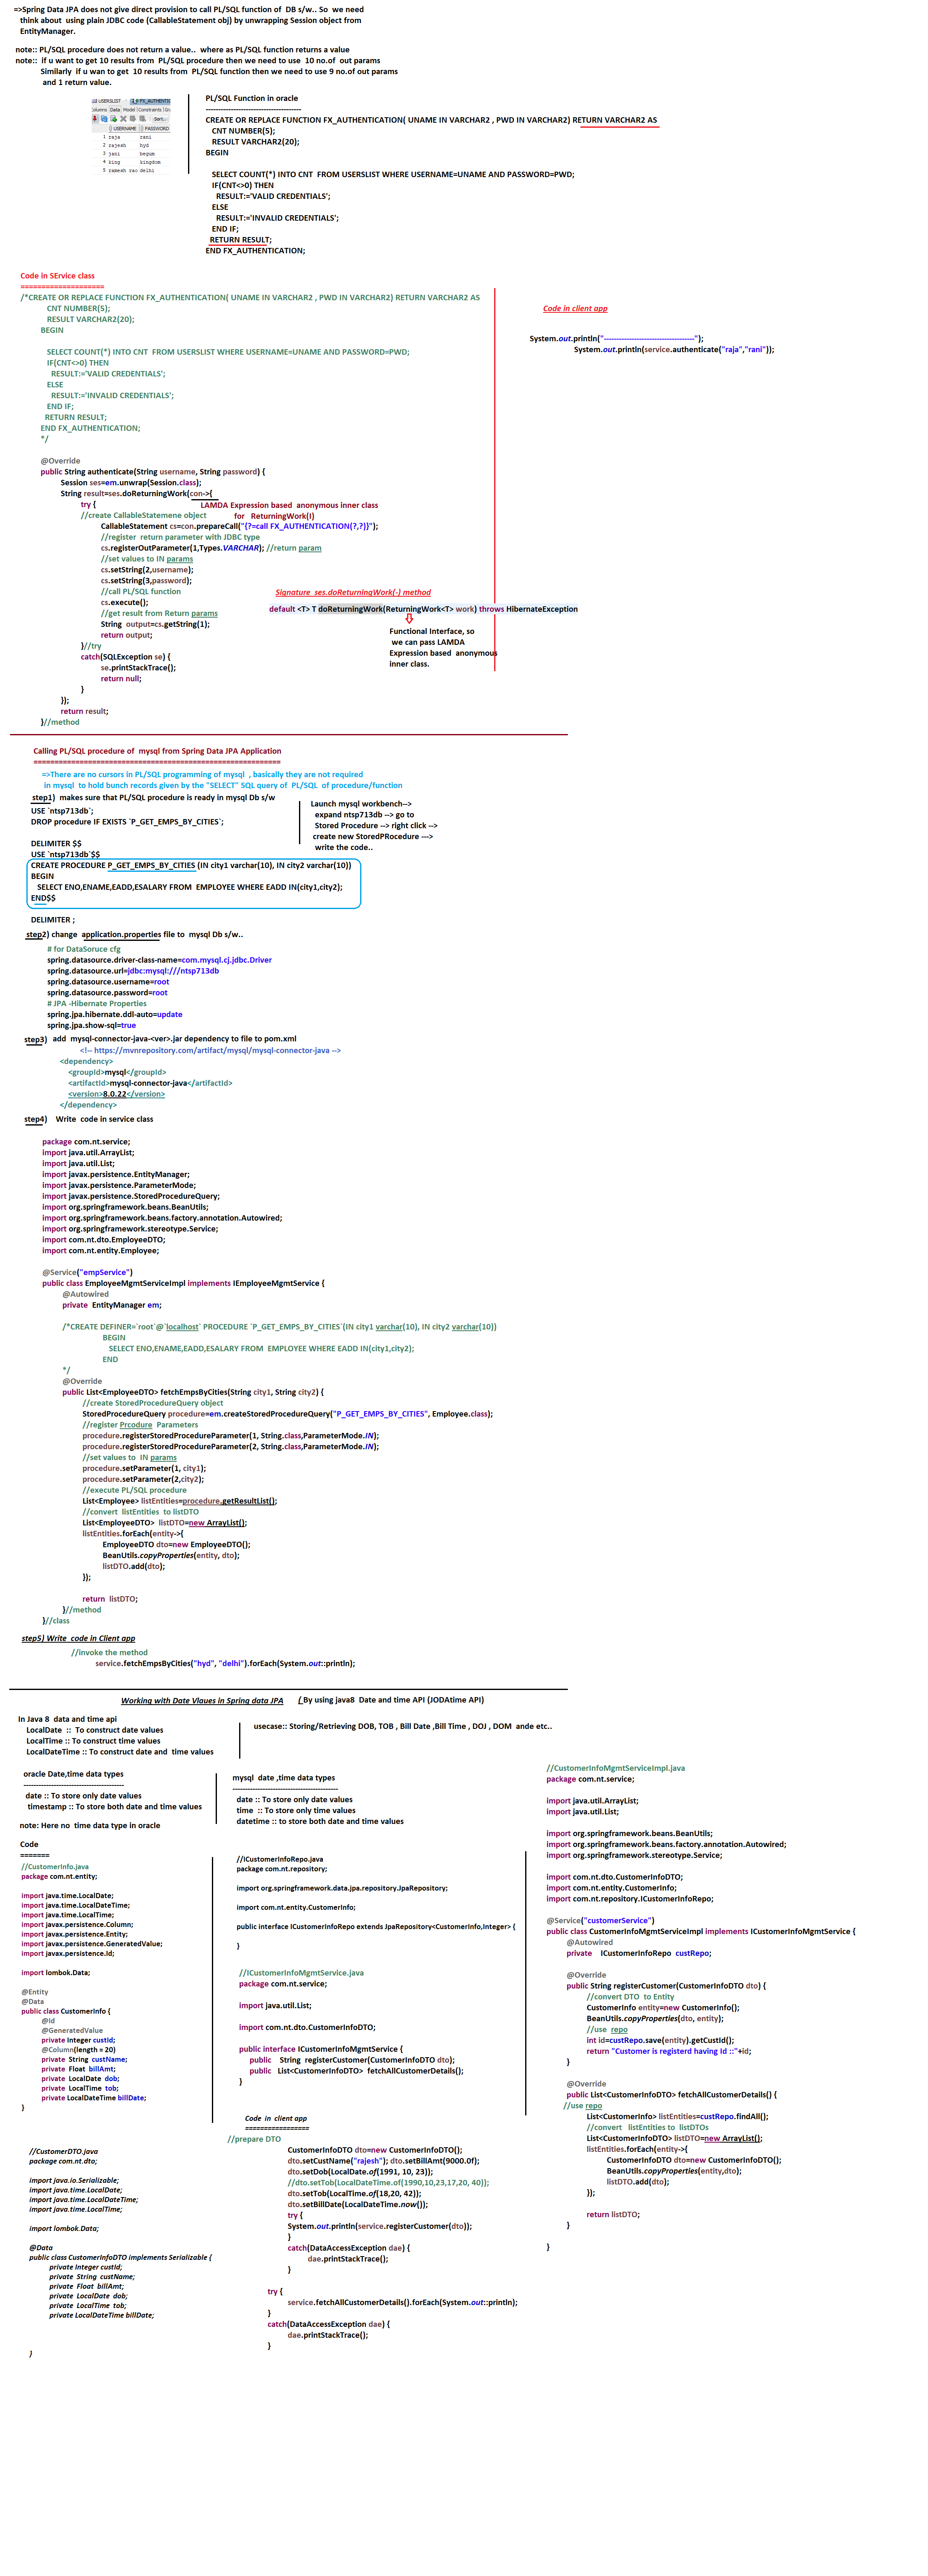 =>Spring Data JPA does not give direct provision to call PL/SQL function of  DB s/w.. So  we need
think about  using plain JDBC code (CallableStatement obj) by unwrapping Session object from
EntityManager.
note:: PL/SQL procedure does not return a value..  where as PL/SQL function returns a value
note::  if u want to get 10 results from  PL/SQL procedure then we need to use  10 no.of  out params
Similarly  if u wan to get  10 results from  PL/SQL function then we need to use 9 no.of out params
and 1 return value.
USERSLIST
FX_AUTHENTIC
olumns Data Model Constraints Gr
Sort...
USERNAME PASSWORD
1 raja rani
2 rajesh hyd
3 jani begum
4 king kingdom
5 ramesh rao delhi
PL/SQL Function in oracle
---------------------------------------
CREATE OR REPLACE FUNCTION FX_AUTHENTICATION( UNAME IN VARCHAR2 , PWD IN VARCHAR2) RETURN VARCHAR2 AS
CNT NUMBER(5);
RESULT VARCHAR2(20);
BEGIN
SELECT COUNT(*) INTO CNT  FROM USERSLIST WHERE USERNAME=UNAME AND PASSWORD=PWD;
IF(CNT<>0) THEN
RESULT:='VALID CREDENTIALS';
ELSE
RESULT:='INVALID CREDENTIALS';
END IF;
RETURN RESULT;
END FX_AUTHENTICATION;
Code in SErvice class
====================
/*CREATE OR REPLACE FUNCTION FX_AUTHENTICATION( UNAME IN VARCHAR2 , PWD IN VARCHAR2) RETURN VARCHAR2 AS
CNT NUMBER(5);
RESULT VARCHAR2(20);
BEGIN
SELECT COUNT(*) INTO CNT  FROM USERSLIST WHERE USERNAME=UNAME AND PASSWORD=PWD;
IF(CNT<>0) THEN
RESULT:='VALID CREDENTIALS';
ELSE
RESULT:='INVALID CREDENTIALS';
END IF;
RETURN RESULT;
END FX_AUTHENTICATION;
*/
@Override
public String authenticate(String username, String password) {
Session ses=em.unwrap(Session.class);
String result=ses.doReturningWork(con->{
try {
LAMDA Expression based  anonymous inner class
for   ReturningWork(I)
//create CallableStatemene object
CallableStatement cs=con.prepareCall("{?=call FX_AUTHENTICATION(?,?)}");
//register  return parameter with JDBC type
cs.registerOutParameter(1,Types.VARCHAR); //return param
//set values to IN params
cs.setString(2,username);
cs.setString(3,password);
//call PL/SQL function
cs.execute();
//get result from Return params
String  output=cs.getString(1);
return output;
}//try
catch(SQLException se) {
se.printStackTrace();
return null;
}
});
return result;
}//method
Signature  ses.doReturningWork(-) method
default <T> T doReturningWork(ReturningWork<T> work) throws HibernateException
Functional Interface, so
we can pass LAMDA
Expression based  anonymous
inner class.
Code in client app
System.out.println("------------------------------------");
System.out.println(service.authenticate("raja","rani"));
Calling PL/SQL procedure of  mysql from Spring Data JPA Application
===========================================================
=>There are no cursors in PL/SQL programming of mysql  , basically they are not required
in mysql  to hold bunch records given by the "SELECT" SQL query of  PL/SQL  of procedure/function
step1)  makes sure that PL/SQL procedure is ready in mysql Db s/w
USE `ntsp713db`;
DROP procedure IF EXISTS `P_GET_EMPS_BY_CITIES`;
DELIMITER $$
USE `ntsp713db`$$
CREATE PROCEDURE P_GET_EMPS_BY_CITIES (IN city1 varchar(10), IN city2 varchar(10))
BEGIN
SELECT ENO,ENAME,EADD,ESALARY FROM  EMPLOYEE WHERE EADD IN(city1,city2);
END$$
DELIMITER ;
Launch mysql workbench-->
expand ntsp713db --> go to
Stored Procedure --> right click -->
create new StoredPRocedure --->
write the code..
step2) change  application.properties file to  mysql Db s/w..
# for DataSoruce cfg
spring.datasource.driver-class-name=com.mysql.cj.jdbc.Driver
spring.datasource.url=jdbc:mysql:///ntsp713db
spring.datasource.username=root
spring.datasource.password=root
# JPA -Hibernate Properties
spring.jpa.hibernate.ddl-auto=update
spring.jpa.show-sql=true
step3)  add  mysql-connector-java-<ver>.jar dependency to file to pom.xml
<!-- https://mvnrepository.com/artifact/mysql/mysql-connector-java -->
<dependency>
<groupId>mysql</groupId>
<artifactId>mysql-connector-java</artifactId>
<version>8.0.22</version>
</dependency>
step4)    Write  code in service class
package com.nt.service;
import java.util.ArrayList;
import java.util.List;
import javax.persistence.EntityManager;
import javax.persistence.ParameterMode;
import javax.persistence.StoredProcedureQuery;
import org.springframework.beans.BeanUtils;
import org.springframework.beans.factory.annotation.Autowired;
import org.springframework.stereotype.Service;
import com.nt.dto.EmployeeDTO;
import com.nt.entity.Employee;
@Service("empService")
public class EmployeeMgmtServiceImpl implements IEmployeeMgmtService {
@Autowired
private  EntityManager em;
/*CREATE DEFINER=`root`@`localhost` PROCEDURE `P_GET_EMPS_BY_CITIES`(IN city1 varchar(10), IN city2 varchar(10))
BEGIN
SELECT ENO,ENAME,EADD,ESALARY FROM  EMPLOYEE WHERE EADD IN(city1,city2);
END
*/
@Override
public List<EmployeeDTO> fetchEmpsByCities(String city1, String city2) {
//create StoredProcedureQuery object
StoredProcedureQuery procedure=em.createStoredProcedureQuery("P_GET_EMPS_BY_CITIES", Employee.class);
//register Prcodure  Parameters
procedure.registerStoredProcedureParameter(1, String.class,ParameterMode.IN);
procedure.registerStoredProcedureParameter(2, String.class,ParameterMode.IN);
//set values to  IN params
procedure.setParameter(1, city1);
procedure.setParameter(2,city2);
//execute PL/SQL procedure
List<Employee> listEntities=procedure.getResultList();
//convert  listEntities  to listDTO
List<EmployeeDTO>  listDTO=new ArrayList();
listEntities.forEach(entity->{
EmployeeDTO dto=new EmployeeDTO();
BeanUtils.copyProperties(entity, dto);
listDTO.add(dto);
});
return  listDTO;
}//method
}//class
step5) Write  code in Client app
//invoke the method
service.fetchEmpsByCities("hyd", "delhi").forEach(System.out::println);
Working with Date Vlaues in Spring data JPA      ( By using java8  Date and time API (JODAtime API)
In Java 8  data and time api
LocalDate  ::  To construct date values
LocalTime :: To construct time values
LocalDateTime :: To construct date and  time values
usecase:: Storing/Retrieving DOB, TOB , Bill Date ,Bill Time , DOJ , DOM  ande etc..
oracle Date,time data types
-----------------------------------------
date :: To store only date values
timestamp :: To store both date and time values
note: Here no  time data type in oracle
mysql  date ,time data types
-------------------------------------------
date :: To store only date values
time  :: To store only time values
datetime :: to store both date and time values
Code
=======
//CustomerInfo.java
package com.nt.entity;
import java.time.LocalDate;
import java.time.LocalDateTime;
import java.time.LocalTime;
import javax.persistence.Column;
import javax.persistence.Entity;
import javax.persistence.GeneratedValue;
import javax.persistence.Id;
import lombok.Data;
@Entity
@Data
public class CustomerInfo {
@Id
@GeneratedValue
private Integer custId;
@Column(length = 20)
private  String  custName;
private  Float  billAmt;
private  LocalDate  dob;
private  LocalTime  tob;
private LocalDateTime billDate;
}
//ICustomerInfoRepo.java
package com.nt.repository;
import org.springframework.data.jpa.repository.JpaRepository;
import com.nt.entity.CustomerInfo;
public interface ICustomerInfoRepo extends JpaRepository<CustomerInfo,Integer> {
}
//ICustomerInfoMgmtService.java
package com.nt.service;
import java.util.List;
import com.nt.dto.CustomerInfoDTO;
public interface ICustomerInfoMgmtService {
public    String  registerCustomer(CustomerInfoDTO dto);
public   List<CustomerInfoDTO>  fetchAllCustomerDetails();
}
//CustomerInfoMgmtServiceImpl.java
package com.nt.service;
import java.util.ArrayList;
import java.util.List;
import org.springframework.beans.BeanUtils;
import org.springframework.beans.factory.annotation.Autowired;
import org.springframework.stereotype.Service;
import com.nt.dto.CustomerInfoDTO;
import com.nt.entity.CustomerInfo;
import com.nt.repository.ICustomerInfoRepo;
@Service("customerService")
public class CustomerInfoMgmtServiceImpl implements ICustomerInfoMgmtService {
@Autowired
private    ICustomerInfoRepo  custRepo;
@Override
public String registerCustomer(CustomerInfoDTO dto) {
//convert DTO  to Entity
CustomerInfo entity=new CustomerInfo();
BeanUtils.copyProperties(dto, entity);
//use  repo
int id=custRepo.save(entity).getCustId();
return "Customer is registerd having Id ::"+id;
}
@Override
public List<CustomerInfoDTO> fetchAllCustomerDetails() {
//use repo
List<CustomerInfo> listEntities=custRepo.findAll();
//convert   listEntities to  listDTOs
List<CustomerInfoDTO> listDTO=new ArrayList();
listEntities.forEach(entity->{
CustomerInfoDTO dto=new CustomerInfoDTO();
BeanUtils.copyProperties(entity,dto);
listDTO.add(dto);
});
return listDTO;
}
}
//CustomerDTO.java
package com.nt.dto;
import java.io.Serializable;
import java.time.LocalDate;
import java.time.LocalDateTime;
import java.time.LocalTime;
import lombok.Data;
@Data
public class CustomerInfoDTO implements Serializable {
private Integer custId;
private  String  custName;
private  Float  billAmt;
private  LocalDate  dob;
private  LocalTime  tob;
private LocalDateTime billDate;
}
Code  in  client app
=================
//prepare DTO
CustomerInfoDTO dto=new CustomerInfoDTO();
dto.setCustName("rajesh"); dto.setBillAmt(9000.0f);
dto.setDob(LocalDate.of(1991, 10, 23));
//dto.setTob(LocalDateTime.of(1990,10,23,17,20, 40));
dto.setTob(LocalTime.of(18,20, 42));
dto.setBillDate(LocalDateTime.now());
try {
System.out.println(service.registerCustomer(dto));
}
catch(DataAccessException dae) {
dae.printStackTrace();
}
try {
service.fetchAllCustomerDetails().forEach(System.out::println);
}
catch(DataAccessException dae) {
dae.printStackTrace();
}